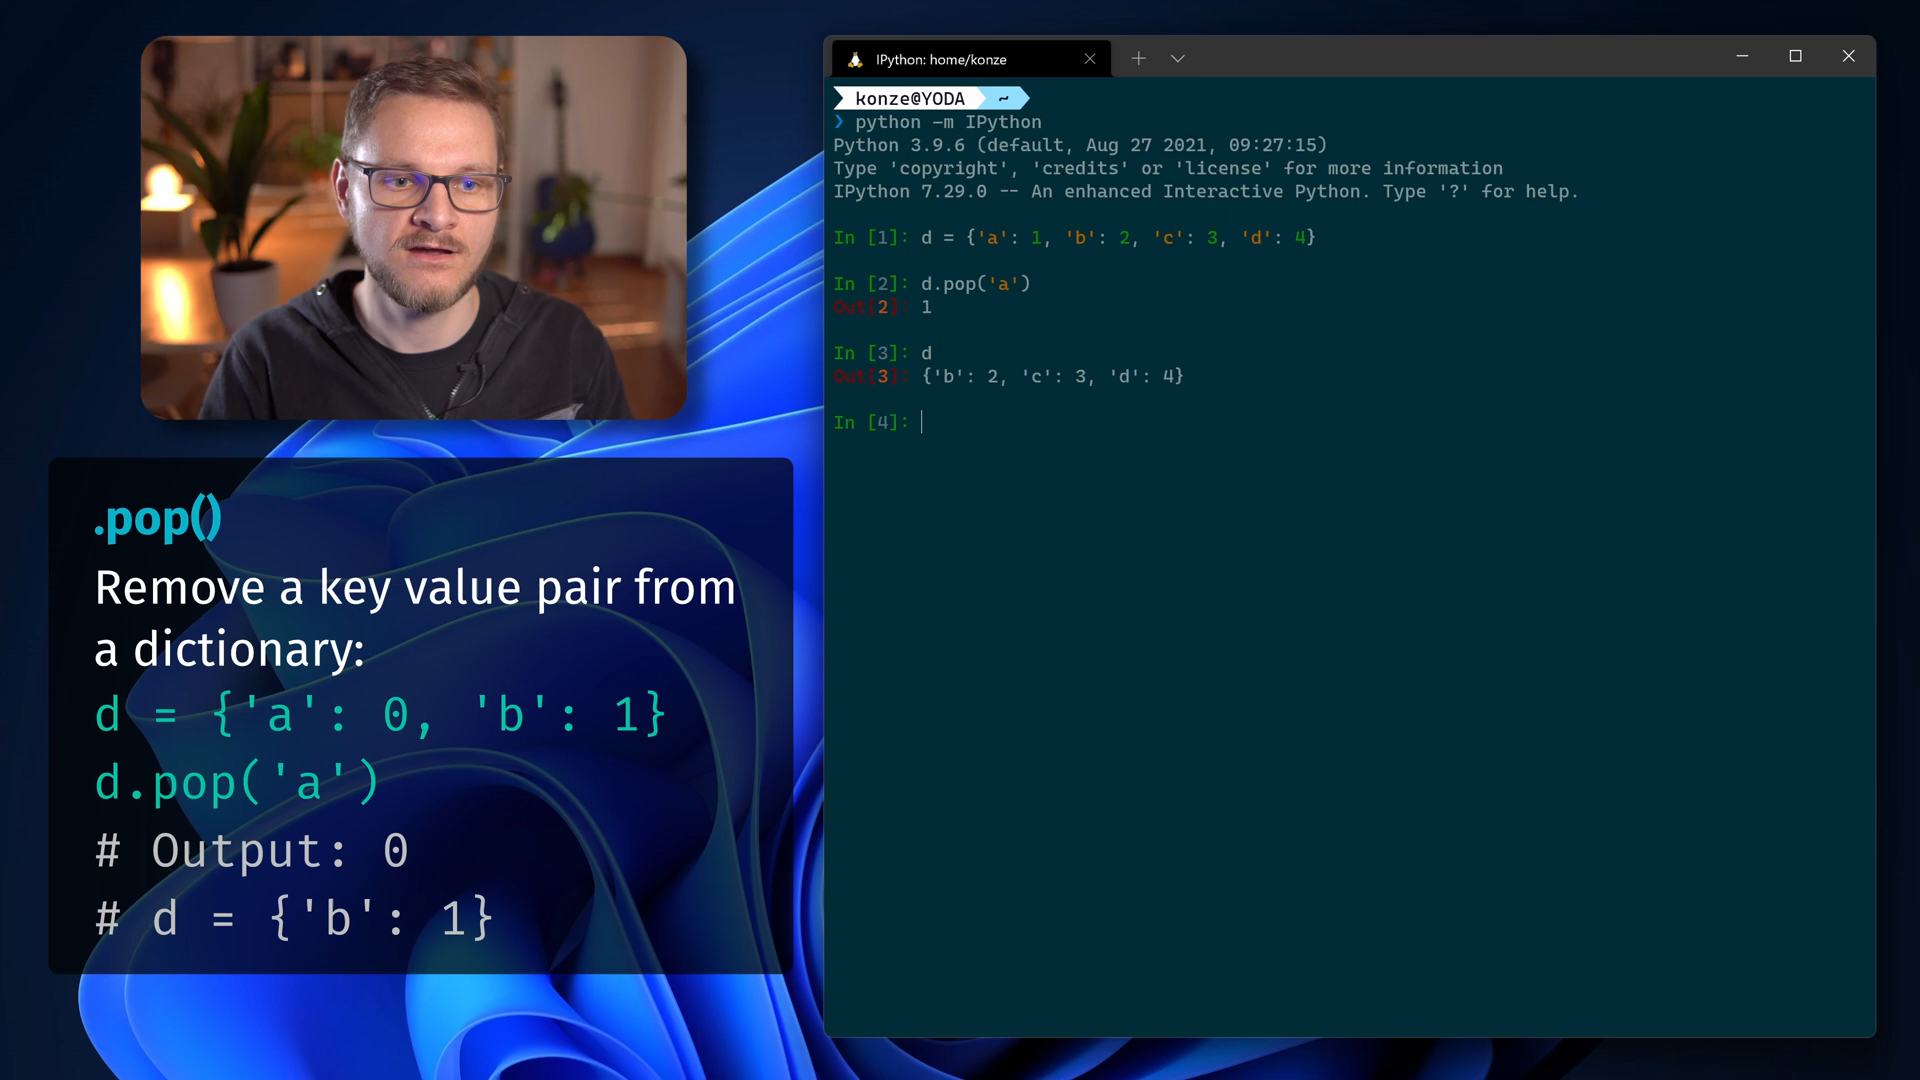 IPython: home/konze
konze@YODA ~
❯ python -m IPython
Python 3.9.6 (default, Aug 27 2021, 09:27:15)
Type 'copyright', 'credits' or 'license' for more information
IPython 7.29.0 -- An enhanced Interactive Python. Type '?' for help.
In [1]: d = {'a': 1, 'b': 2, 'c': 3, 'd': 4}
In [2]: d.pop('a')
Out[2]: 1
In [3]: d
Out[3]: {'b': 2, 'c': 3, 'd': 4}
In [4]:
.pop()
Remove a key value pair from
a dictionary:
d = {'a': 0, 'b': 1}
d.pop('a')
# Output: 0
# d = {'b': 1}